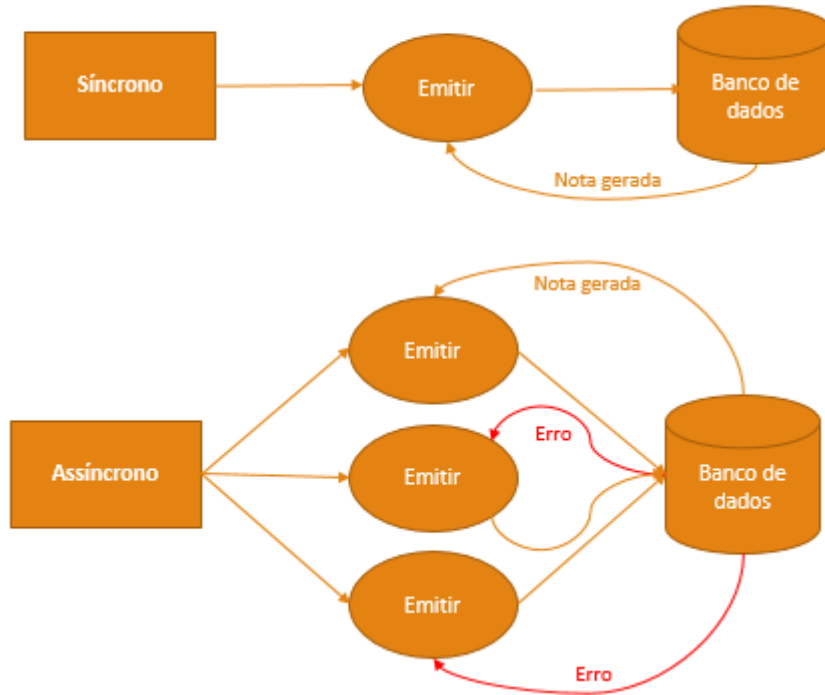 Síncrono
Emitir
Banco de
dados
Nota gerada
Nota gerada
Emitir
Erro
Assíncrono
Emitir
Banco de
dados
Emitir
Erro